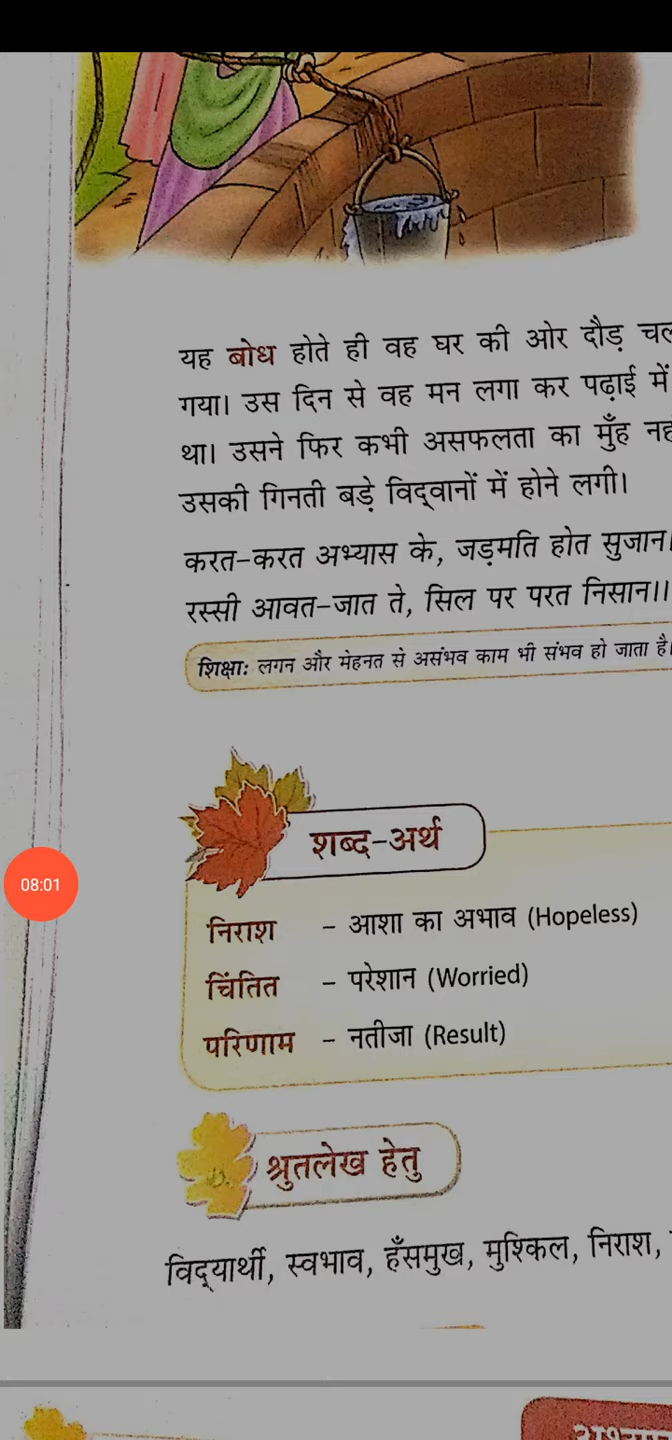 यह बोध होते ही वह घर की ओर दौड़
गया। उस दिन से वह मन लगा कर पढ़ाई में
था। उसने फिर कभी असफलता का मुँह
उसकी गिनती बड़े विद्वानों में होने लगी।
करत-करत अभ्यास के, जड़मति होत सुजान।
रस्सी आवत-जात ते, सिल पर परत निसान।।
शिक्षाः लगन और मेहनत से असंभव काम भी संभव हो जाता है।
शब्द-अर्थ
08:01
निराश - आशा का अभाव (Hopeless)
चिंतित - परेशान (Worried)
परिणाम - नतीजा (Result)
श्रुतलेख हेतु
विद्यार्थी, स्वभाव, हँसमुख, मुश्किल, निराश,